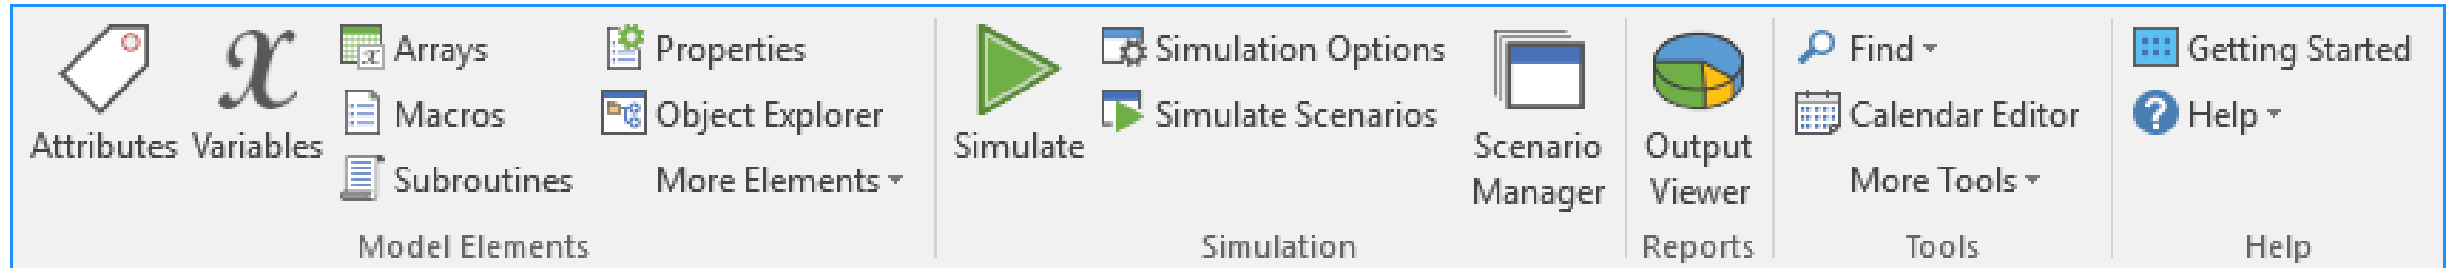 Attributes
Variables
Arrays
Macros
Subroutines
Properties
Object Explorer
More Elements
Model Elements
Simulate
Simulation Options
Simulate Scenarios
Scenario
Manager
Simulation
Output
Viewer
Reports
Find
Calendar Editor
More Tools
Tools
Getting Started
Help
Help